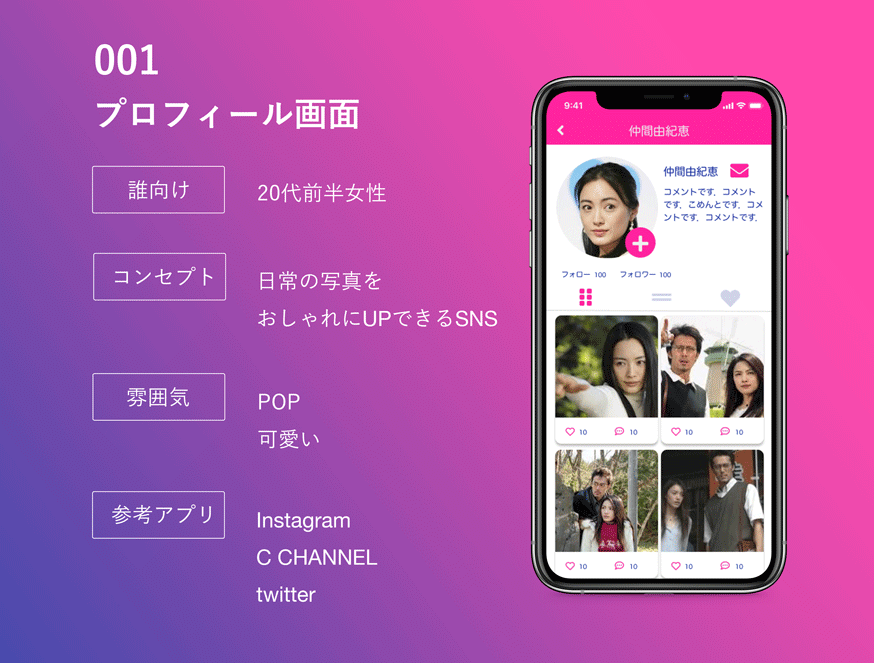 001
プロフィール画面
誰向け
20代前半女性
コンセプト
日常の写真を
おしゃれにUPできるSNS
雰囲気
POP
可愛い
参考アプリ
Instagram
C CHANNEL
twitter
9:41
仲間由紀恵
仲間由紀恵
コメントです，コメント
です，こめんとです，コメ
ントです，コメントです．
フォロー 100
フォロワー 100
10
10
10
10
10
10
10
10